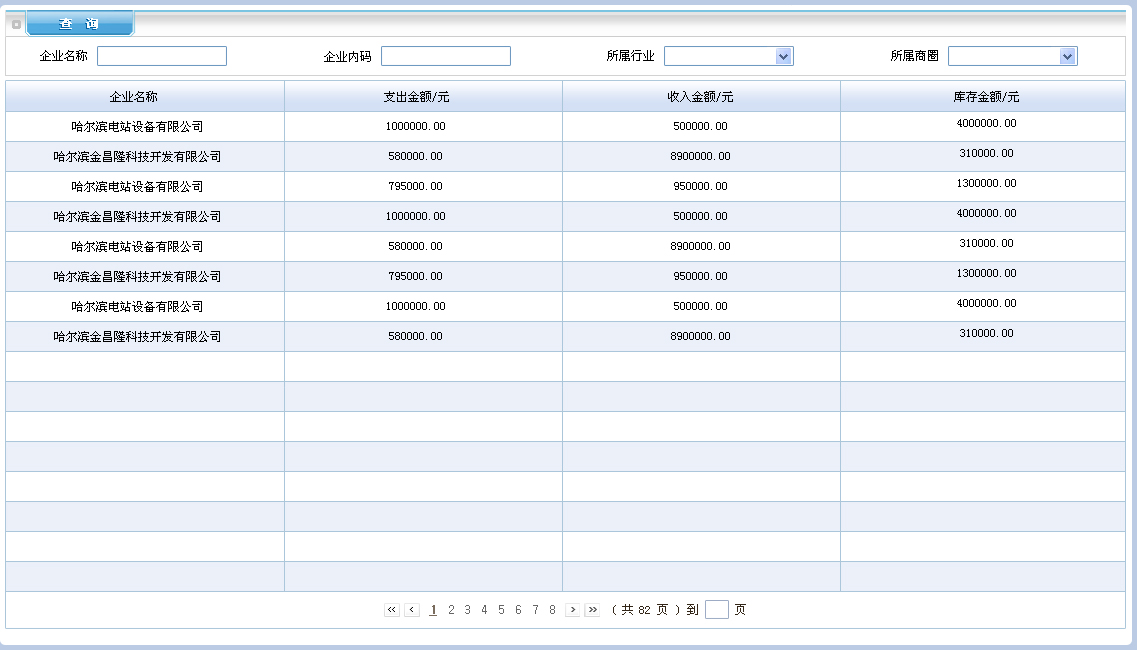 查 询
企业名称 企业内码 所属行业 所属商圈
企业名称 支出金额/元 收入金额/元 库存金额/元
哈尔滨电站设备有限公司 1000000.00 500000.00 4000000.00
哈尔滨金昌隆科技开发有限公司 580000.00 8900000.00 310000.00
哈尔滨电站设备有限公司 795000.00 950000.00 1300000.00
哈尔滨金昌隆科技开发有限公司 1000000.00 500000.00 4000000.00
哈尔滨电站设备有限公司 580000.00 8900000.00 310000.00
哈尔滨金昌隆科技开发有限公司 795000.00 950000.00 1300000.00
哈尔滨电站设备有限公司 1000000.00 500000.00 4000000.00
哈尔滨金昌隆科技开发有限公司 580000.00 8900000.00 310000.00
« ‹ 1 2 3 4 5 6 7 8 › » ( 共 82 页 ) 到 页